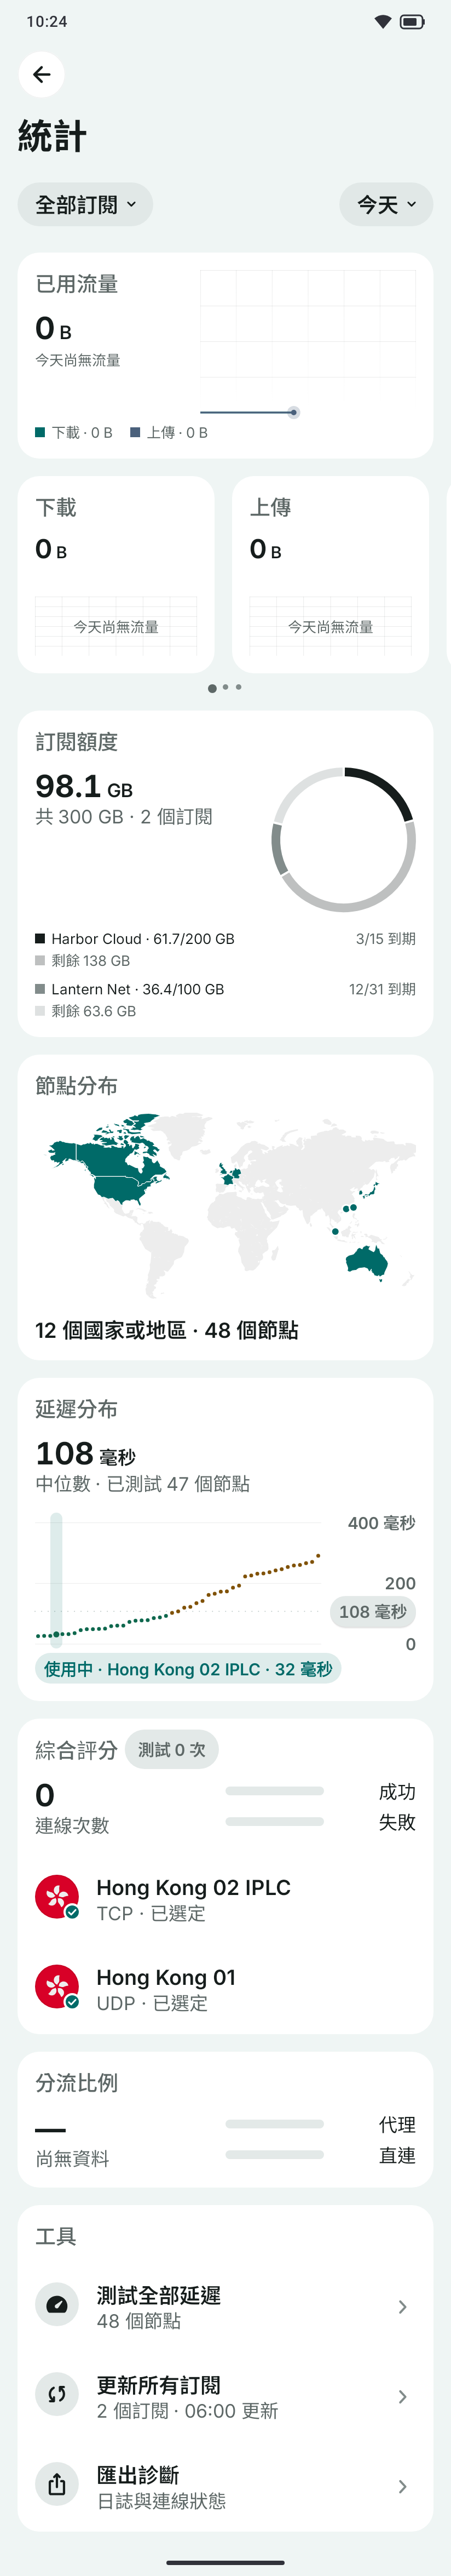 10:24
統計
全部訂閱
今天
已用流量
0 B
今天尚無流量
下載 · 0 B
上傳 · 0 B
下載
0 B
今天尚無流量
上傳
0 B
今天尚無流量
訂閱額度
98.1 GB
共 300 GB · 2 個訂閱
Harbor Cloud · 61.7/200 GB
3/15 到期
剩餘 138 GB
Lantern Net · 36.4/100 GB
12/31 到期
剩餘 63.6 GB
節點分布
12 個國家或地區 · 48 個節點
延遲分布
108 毫秒
中位數 · 已測試 47 個節點
400 毫秒
200
108 毫秒
0
使用中 · Hong Kong 02 IPLC · 32 毫秒
綜合評分
測試 0 次
0
連線次數
成功
失敗
Hong Kong 02 IPLC
TCP · 已選定
Hong Kong 01
UDP · 已選定
分流比例
—
尚無資料
代理
直連
工具
測試全部延遲
48 個節點
更新所有訂閱
2 個訂閱 · 06:00 更新
匯出診斷
日誌與連線狀態